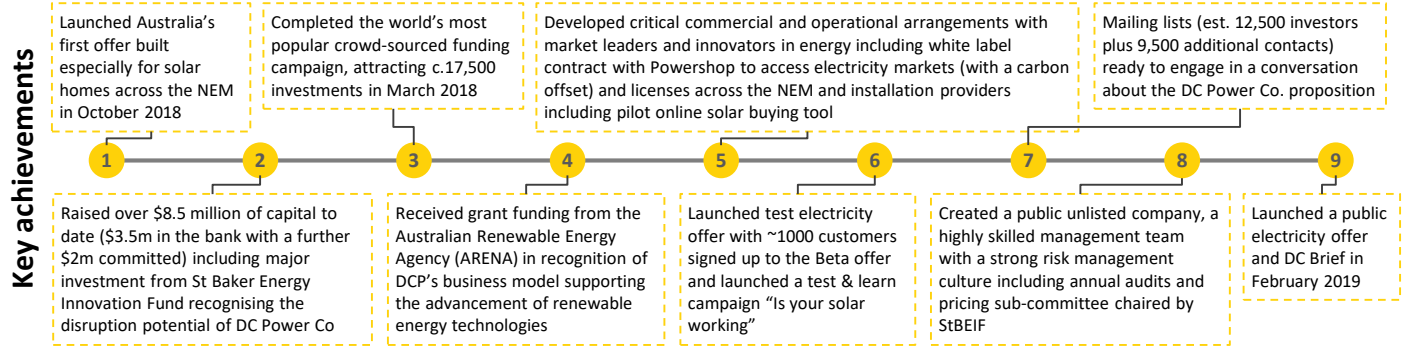 Key achievements
Launched Australia's
first offer built
especially for solar
homes across the NEM
in October 2018
Completed the world's most
popular crowd-sourced funding
campaign, attracting c.17,500
investments in March 2018
Developed critical commercial and operational arrangements with
market leaders and innovators in energy including white label
contract with Powershop to access electricity markets (with a carbon
offset) and licenses across the NEM and installation providers
including pilot online solar buying tool
Mailing lists (est. 12,500 investors
plus 9,500 additional contacts)
ready to engage in a conversation
about the DC Power Co. proposition
1
2
3
4
5
6
7
8
9
Raised over $8.5 million of capital to
date ($3.5m in the bank with a further
$2m committed) including major
investment from St Baker Energy
Innovation Fund recognising the
disruption potential of DC Power Co
Received grant funding from the
Australian Renewable Energy
Agency (ARENA) in recognition of
DCP's business model supporting
the advancement of renewable
energy technologies
Launched test electricity
offer with ~1000 customers
signed up to the Beta offer
and launched a test & learn
campaign "Is your solar
working"
Created a public unlisted company, a
highly skilled management team
with a strong risk management
culture including annual audits and
pricing sub-committee chaired by
StBEIF
Launched a public
electricity offer
and DC Brief in
February 2019